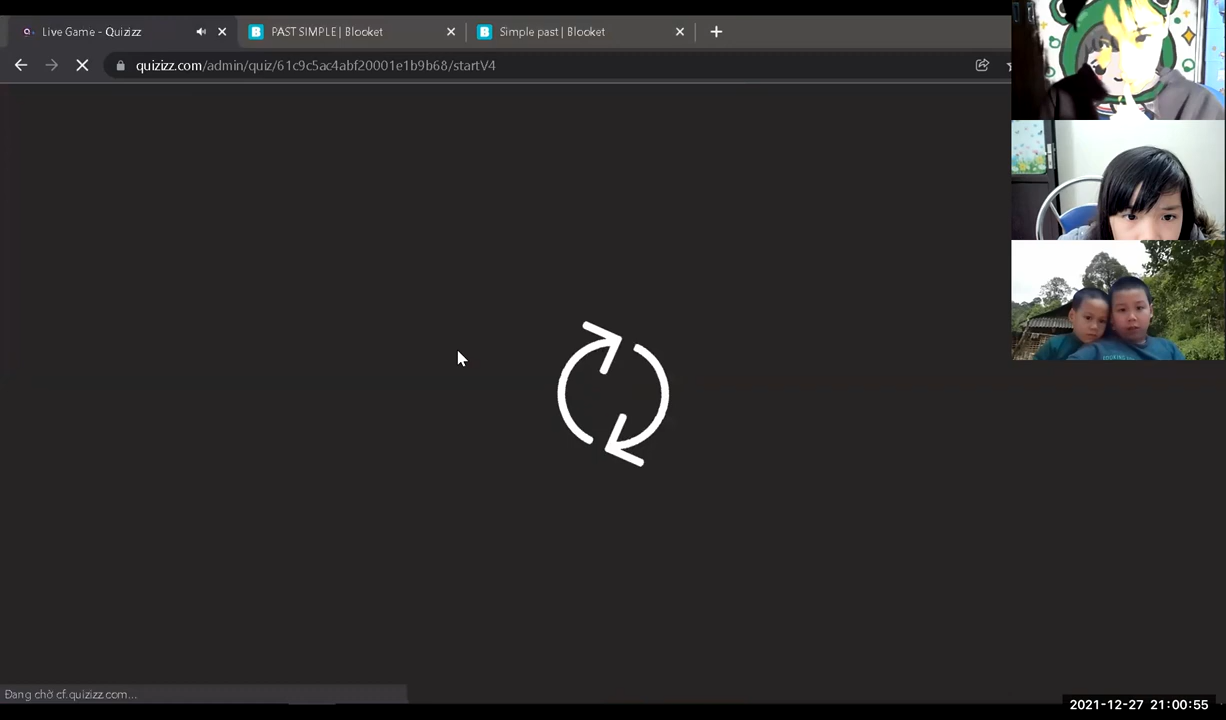 Live Game - Quizizz
PAST SIMPLE | Blooket
Simple past | Blooket
quizizz.com/admin/quiz/61c9c5ac4abf20001e1b9b68/startV4
Đang chờ cf.quizizz.com...
2021-12-27 21:00:55